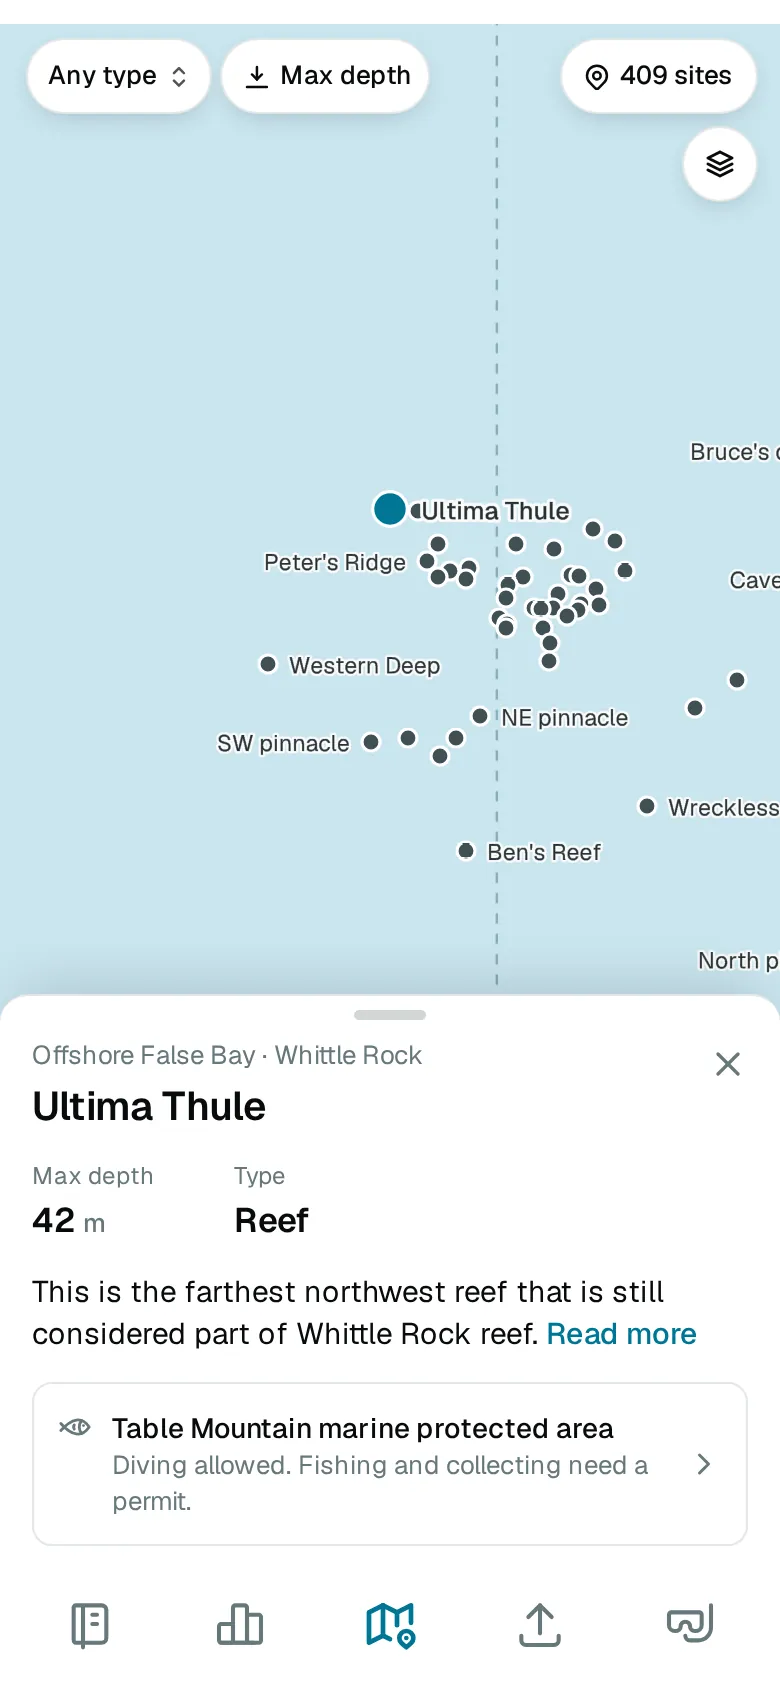 Any type
Max depth
409 sites
Bruce's
Ultima Thule
Peter's Ridge
Cave
Western Deep
NE pinnacle
SW pinnacle
Wreckless
Ben's Reef
North p
Offshore False Bay · Whittle Rock
Ultima Thule
Max depth
Type
42 m
Reef
This is the farthest northwest reef that is still
considered part of Whittle Rock reef. Read more
Table Mountain marine protected area
Diving allowed. Fishing and collecting need a
permit.